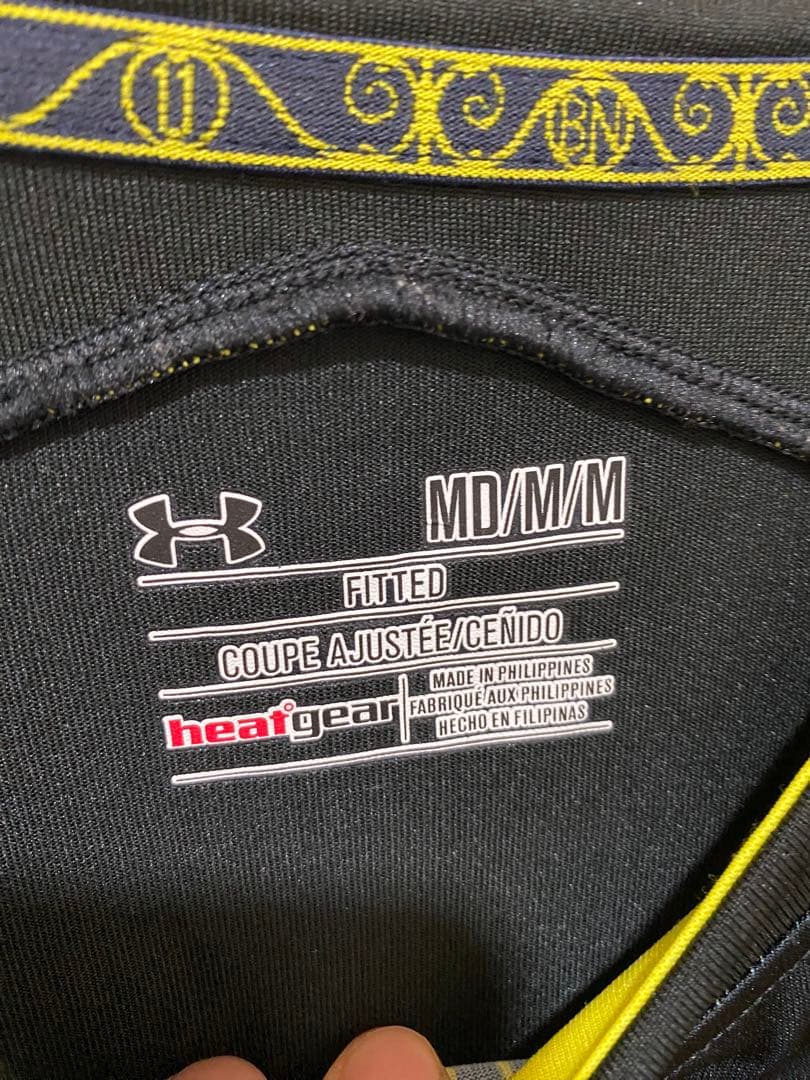 11 BN
MD/M/M
FITTED
COUPE AJUSTÉE/CEÑIDO
heatgear
MADE IN PHILIPPINES
FABRIQUÉ AUX PHILIPPINES
HECHO EN FILIPINAS